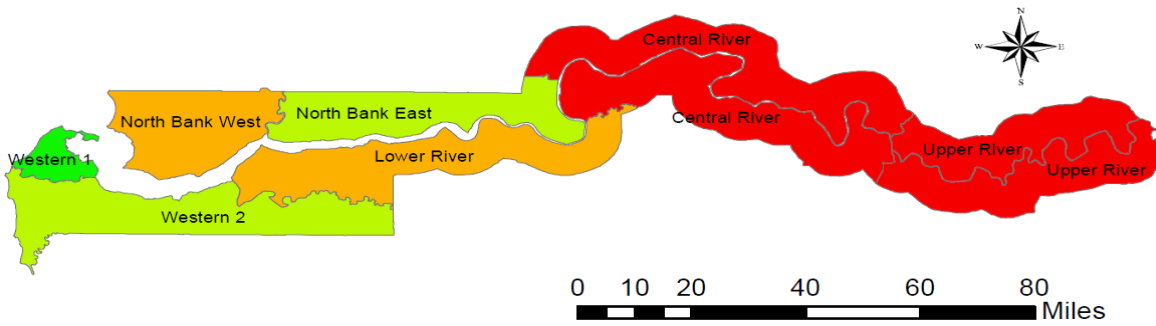 N
W
E
S
Central River
North Bank West
North Bank East
Central River
Western 1
Lower River
Upper River
Upper River
Western 2
0 10 20 40 60 80
Miles